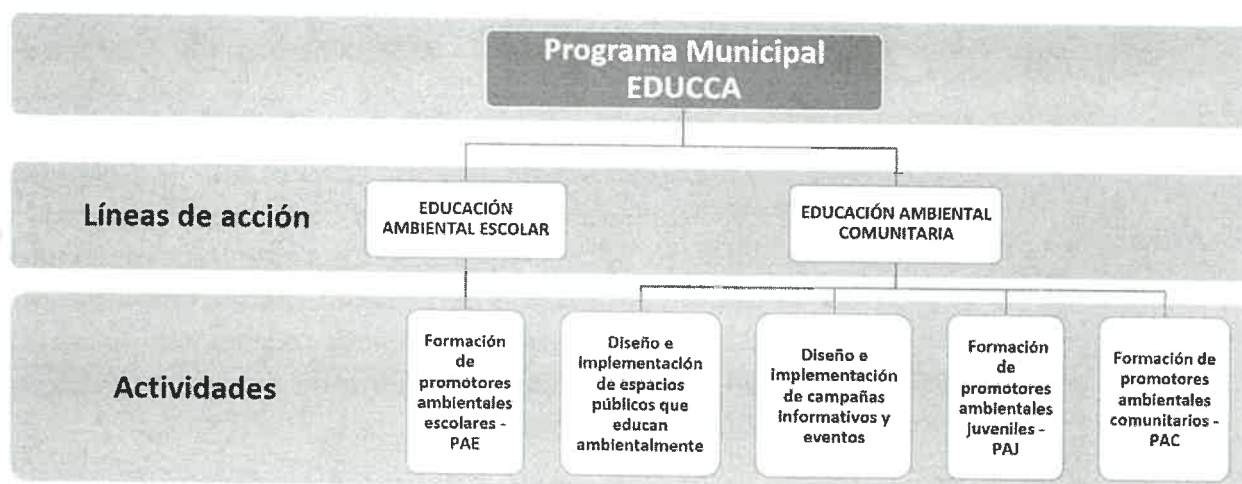 Programa Municipal
EDUCCA
Líneas de acción
EDUCACIÓN
AMBIENTAL ESCOLAR
EDUCACIÓN AMBIENTAL
COMUNITARIA
Actividades
Formación
de
promotores
ambientales
escolares -
PAE
Diseño e
implementación
de espacios
públicos que
educan
ambientalmente
Diseño e
implementación
de campañas
informativos y
eventos
Formación
de
promotores
ambientales
juveniles -
PAJ
Formación de
promotores
ambientales
comunitarios -
PAC